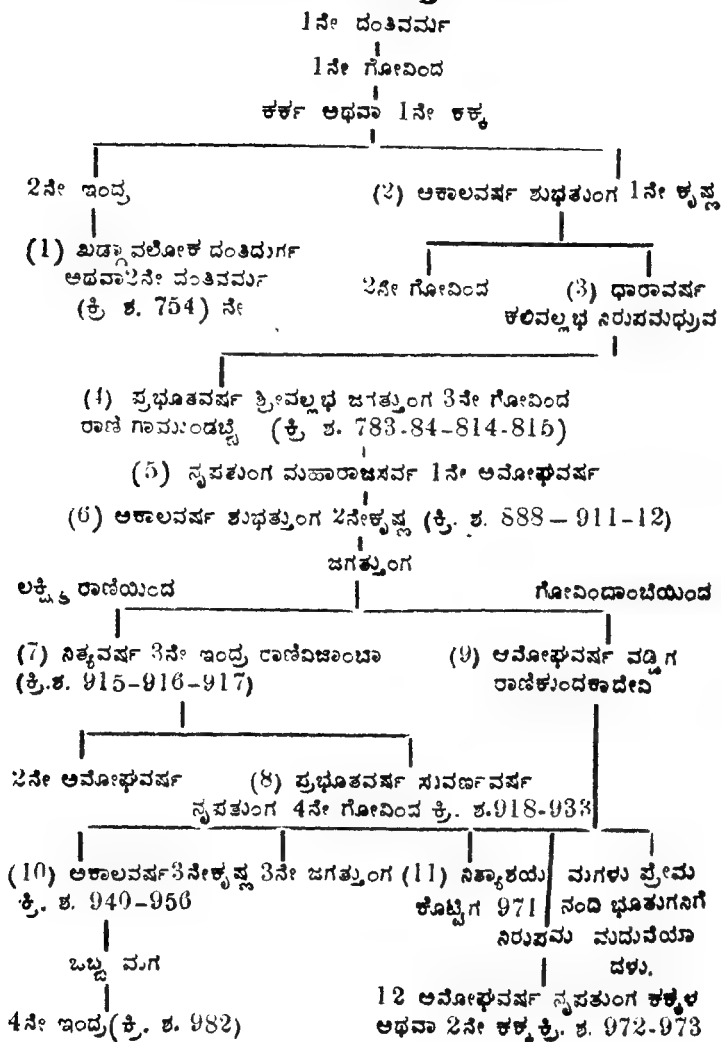 1ನೇ ದಂತಿವರ್ಮ
1ನೇ ಗೋವಿಂದ
ಕರ್ಕ ಅಥವಾ 1ನೇ ಕಕ್ಕ
2ನೇ ಇಂದ್ರ (2) ಅಕಾಲವರ್ಷ ಶುಭತುಂಗ 1ನೇ ಕೃಷ್ಣ
(1) ಖಡ್ಗಾವಲೋಕ ದಂತಿದುರ್ಗ
ಅಥವಾ2ನೇ ದಂತಿವರ್ಮ 2ನೇ ಗೋವಿಂದ (3) ಧಾರಾವರ್ಷ
(ಕ್ರಿ ಶ. 754) ನೇ ಕಲಿವಲ್ಲಭ ನಿರುಪಮಧ್ರುವ
(4) ಪ್ರಭೂತವರ್ಷ ಶ್ರೀವಲ್ಲಭ ಜಗತ್ತುಂಗ 3ನೇ ಗೋವಿಂದ
ರಾಣಿ ಗಾಮುಂಡಬ್ಬೆ (ಕ್ರಿ ಶ. 783-84-814-815)
(5) ನೃಪತುಂಗ ಮಹಾರಾಜಸರ್ವ 1ನೇ ಅಮೋಘವರ್ಷ
(6) ಅಕಾಲವರ್ಷ ಶುಭತ್ತುಂಗ 2ನೇಕೃಷ್ಣ (ಕ್ರಿ. ಶ. 888–911-12)
ಜಗತ್ತುಂಗ
ಲಕ್ಷ್ಮಿ ರಾಣಿಯಿಂದ ಗೋವಿಂದಾಂಬೆಯಿಂದ
(7) ನಿತ್ಯವರ್ಷ 3ನೇ ಇಂದ್ರ ರಾಣಿವಿಜಾಂಬಾ (9) ಆಮೋಘವರ್ಷ ವಡ್ಡಿಗ
(ಕ್ರಿ.ಶ. 915-916-917) ರಾಣಿಕುಂದಕಾದೇವಿ
2ನೇ ಅಮೋಘವರ್ಷ (8) ಪ್ರಭೂತವರ್ಷ ಸುವರ್ಣವರ್ಷ
ನೃಪತುಂಗ 4ನೇ ಗೋವಿಂದ ಕ್ರಿ. ಶ.918-933
(10) ಅಕಾಲವರ್ಷ3ನೇಕೃಷ್ಣ 3ನೇ ಜಗತ್ತುಂಗ (11) ನಿತ್ಯಾಶಯ ಮಗಳು ಪ್ರೇಮ
ಕ್ರಿ. ಶ. 940-956 ಕೊಟ್ಟಿಗ 971 ನಂದಿ ಭೂತುಗನಿಗೆ
ನಿರುಪಮ ಮದುವೆಯಾ
ಒಬ್ಬ ಮಗ ದಳು.
12 ಅಮೋಘವರ್ಷ ನೃಪತುಂಗ ಕಕ್ಕಳ
4ನೇ ಇಂದ್ರ(ಕ್ರಿ. ಶ. 982) ಅಥವಾ 2ನೇ ಕಕ್ಕ ಕ್ರಿ. ಶ. 972-973